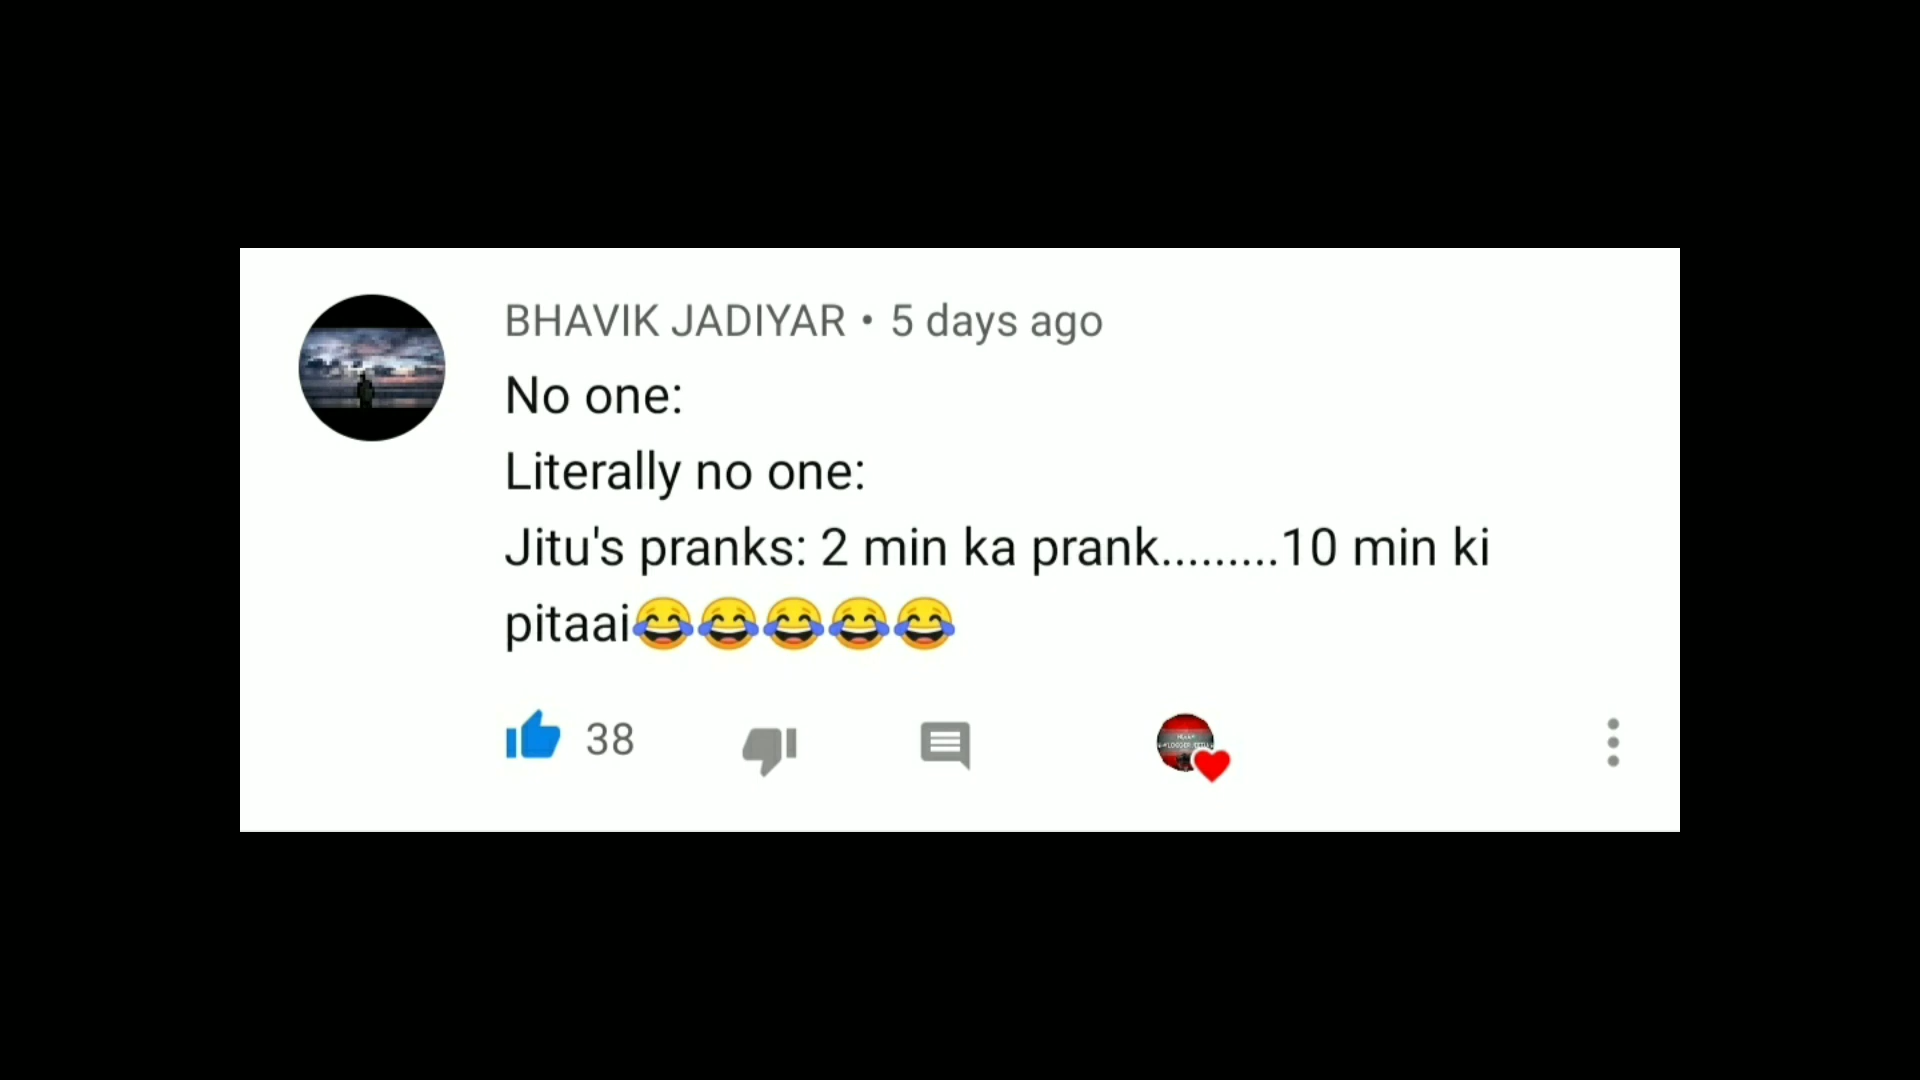 BHAVIK JADIYAR • 5 days ago
No one:
Literally no one:
Jitu's pranks: 2 min ka prank.........10 min ki
pitaai😂😂😂😂😂
38